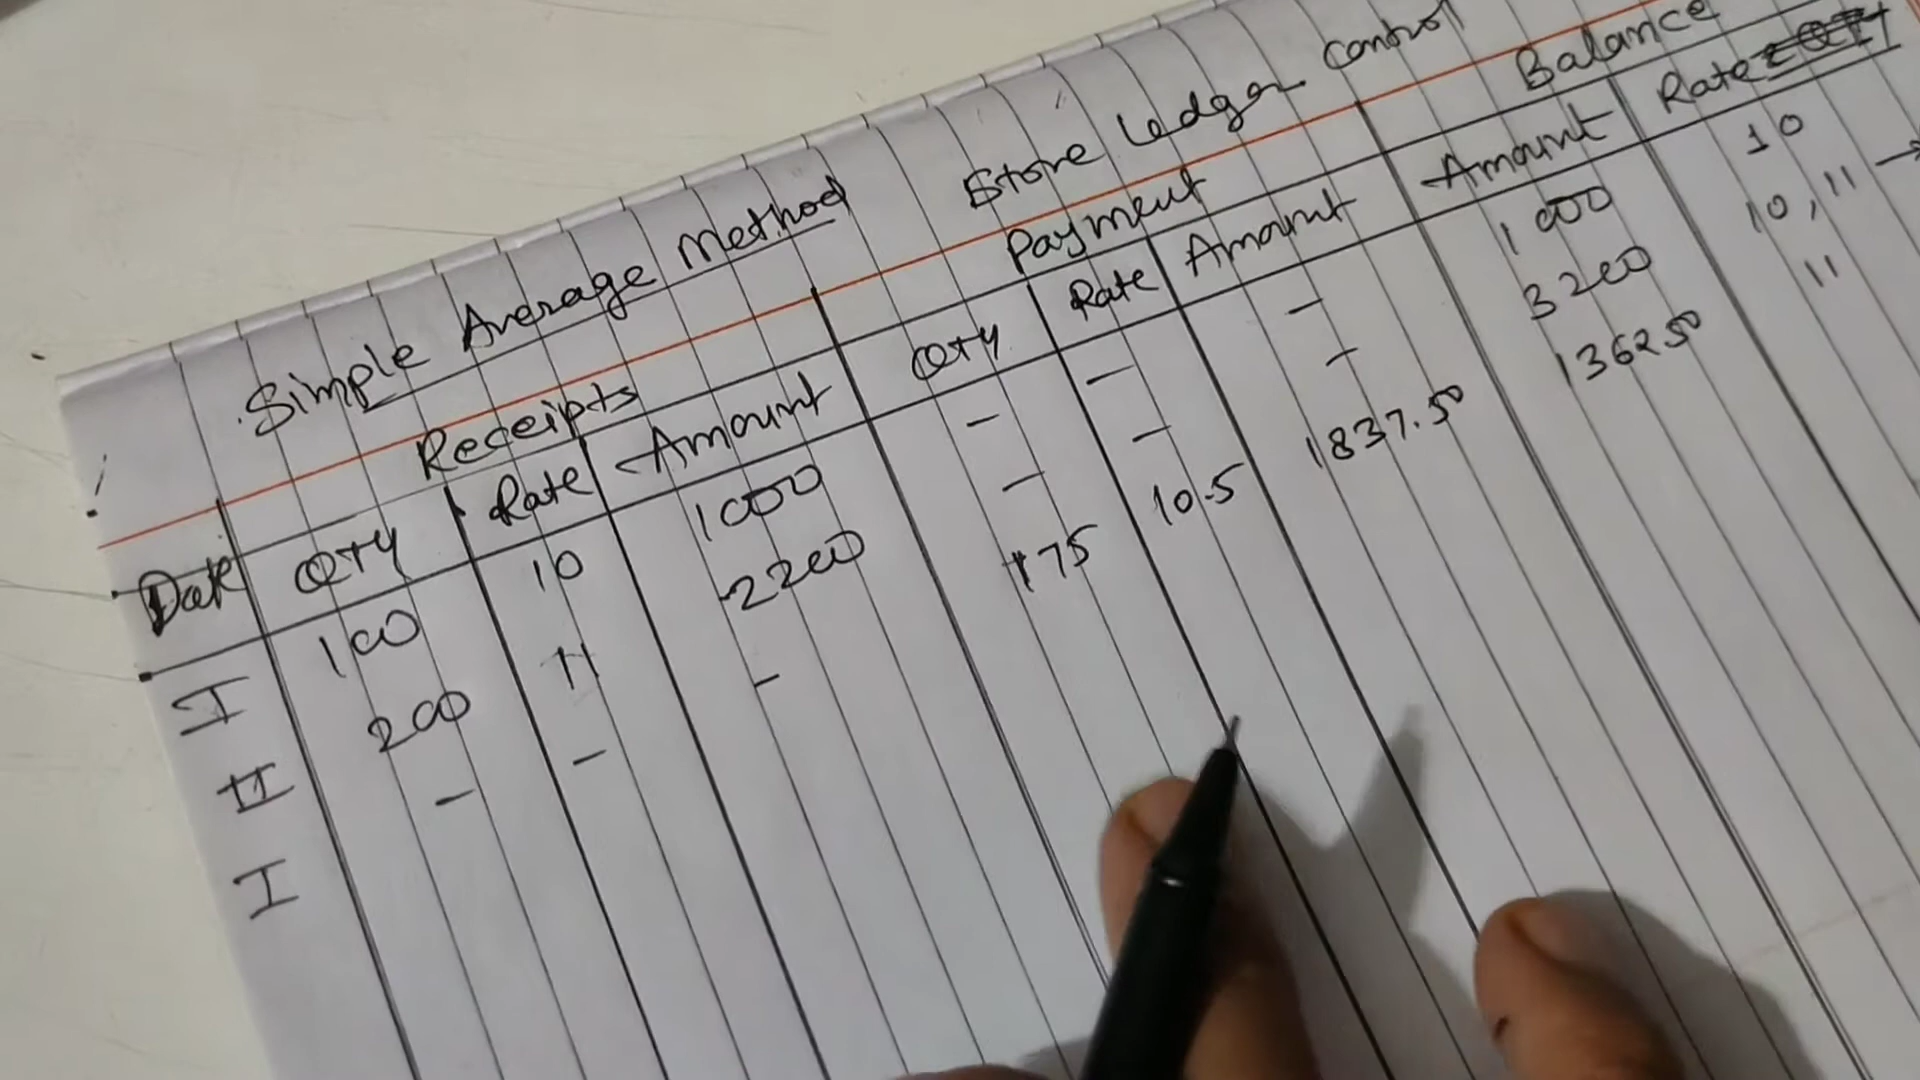 Simple Average Method Store Ledger Control
Receipts Payment Balance
Date Qty Rate Amount Qty Rate Amount Amount Rate
I 100 10 1000 - - - 1000 10
II 200 11 2200 - - - 3200 10, 11 →
I - - - 175 10.5 1837.50 1362.50 11